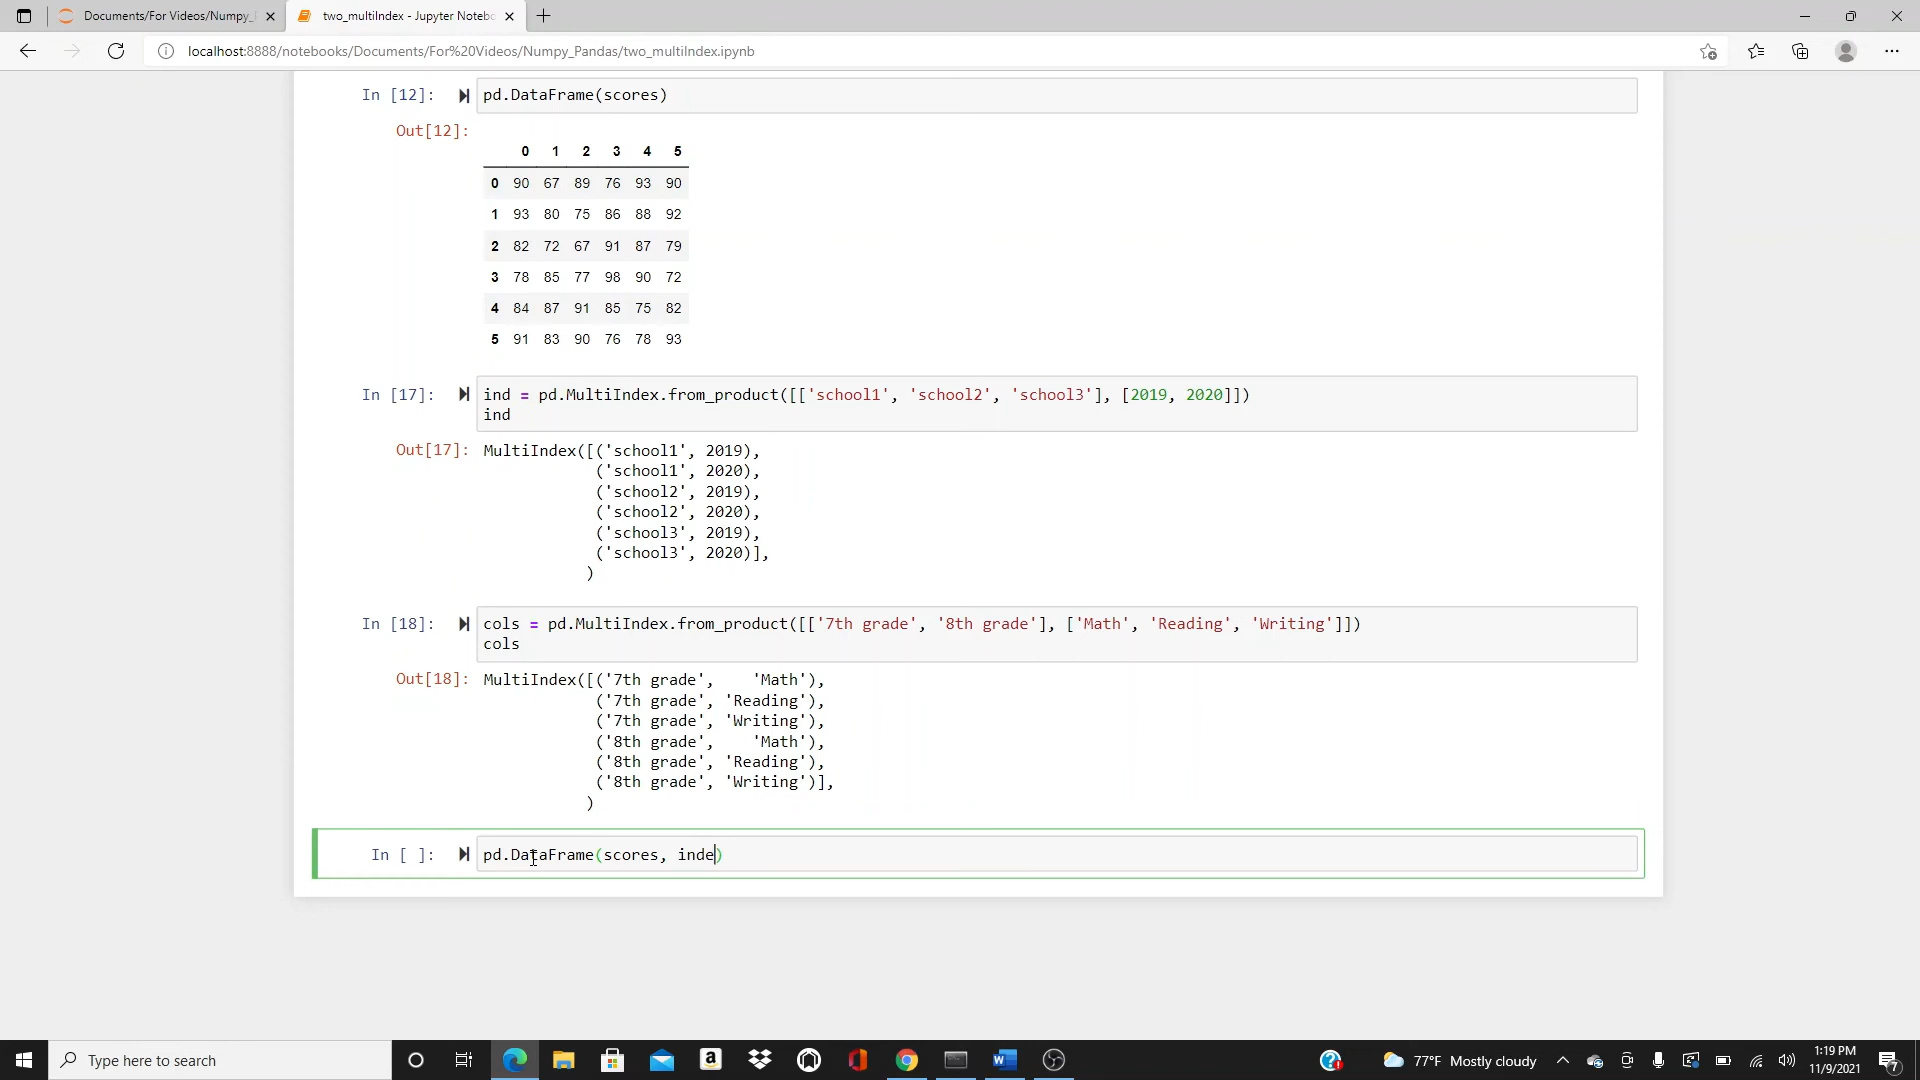 Documents/For Videos/Numpy_
two_multiIndex - Jupyter Notebo
localhost:8888/notebooks/Documents/For%20Videos/Numpy_Pandas/two_multiIndex.ipynb
In [12]: pd.DataFrame(scores)
Out[12]:
0 1 2 3 4 5
0 90 67 89 76 93 90
1 93 80 75 86 88 92
2 82 72 67 91 87 79
3 78 85 77 98 90 72
4 84 87 91 85 75 82
5 91 83 90 76 78 93
In [17]: ind = pd.MultiIndex.from_product([['school1', 'school2', 'school3'], [2019, 2020]])
ind
Out[17]: MultiIndex([('school1', 2019),
('school1', 2020),
('school2', 2019),
('school2', 2020),
('school3', 2019),
('school3', 2020)],
)
In [18]: cols = pd.MultiIndex.from_product([['7th grade', '8th grade'], ['Math', 'Reading', 'Writing']])
cols
Out[18]: MultiIndex([('7th grade', 'Math'),
('7th grade', 'Reading'),
('7th grade', 'Writing'),
('8th grade', 'Math'),
('8th grade', 'Reading'),
('8th grade', 'Writing')],
)
In [ ]: pd.DataFrame(scores, inde)
Type here to search
77°F Mostly cloudy
1:19 PM
11/9/2021
7